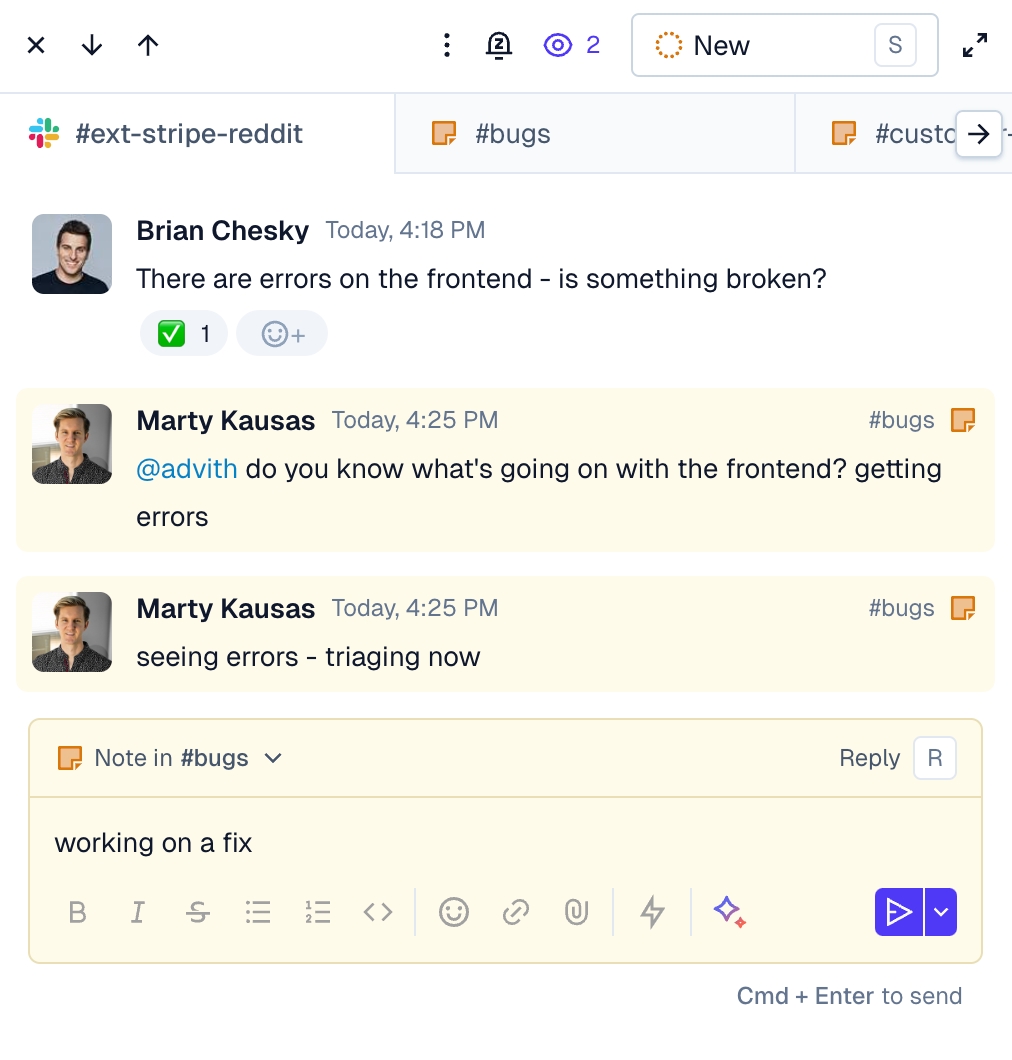 2 New S
#ext-stripe-reddit #bugs #custo
Brian Chesky Today, 4:18 PM
There are errors on the frontend - is something broken?
1
Marty Kausas Today, 4:25 PM #bugs
@advith do you know what's going on with the frontend? getting
errors
Marty Kausas Today, 4:25 PM #bugs
seeing errors - triaging now
Note in #bugs Reply R
working on a fix
Cmd + Enter to send